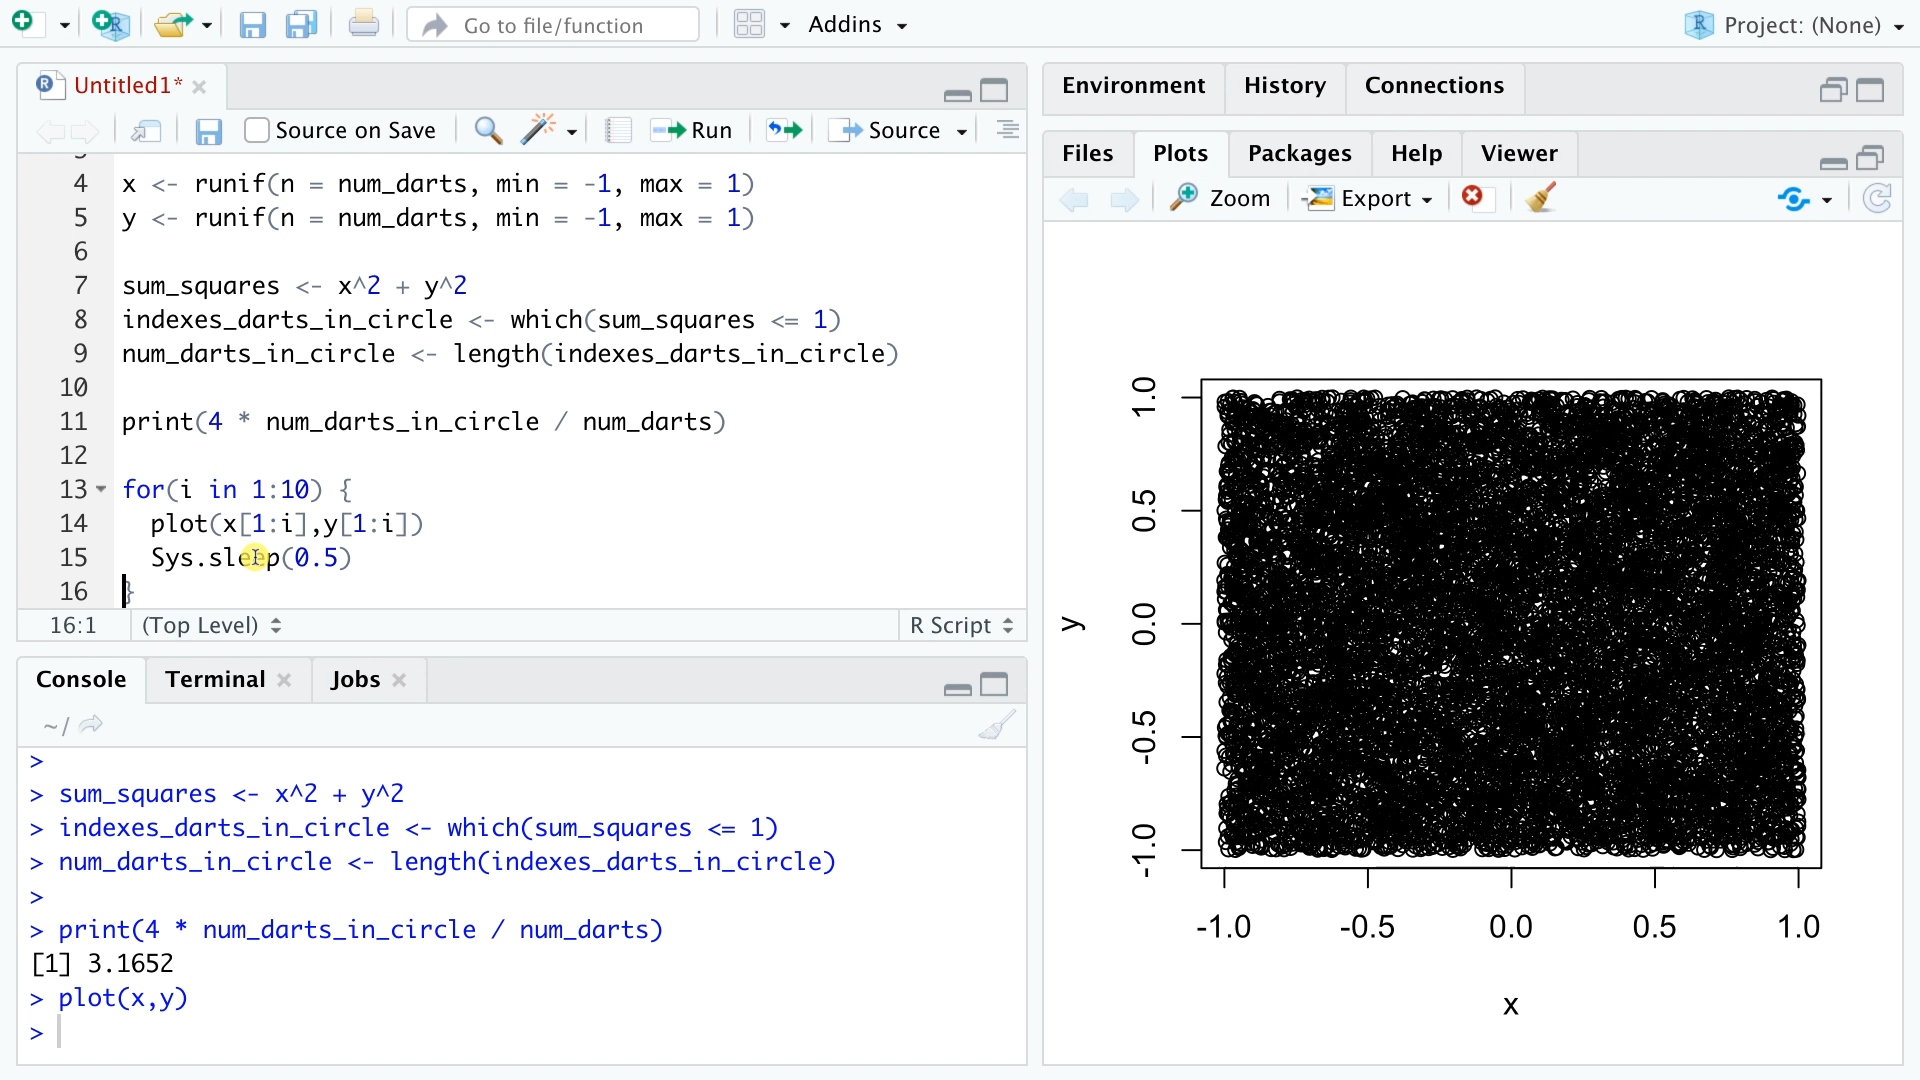 Go to file/function
Addins
Project: (None)
Untitled1*
Source on Save
Run
Source
4 x <- runif(n = num_darts, min = -1, max = 1)
5 y <- runif(n = num_darts, min = -1, max = 1)
6
7 sum_squares <- x^2 + y^2
8 indexes_darts_in_circle <- which(sum_squares <= 1)
9 num_darts_in_circle <- length(indexes_darts_in_circle)
10
11 print(4 * num_darts_in_circle / num_darts)
12
13 for(i in 1:10) {
14 plot(x[1:i],y[1:i])
15 Sys.sleep(0.5)
16 }
16:1 (Top Level) R Script
Console Terminal Jobs
~/
>
> sum_squares <- x^2 + y^2
> indexes_darts_in_circle <- which(sum_squares <= 1)
> num_darts_in_circle <- length(indexes_darts_in_circle)
>
> print(4 * num_darts_in_circle / num_darts)
[1] 3.1652
> plot(x,y)
>
Environment History Connections
Files Plots Packages Help Viewer
Zoom Export
1.0
0.5
0.0
-0.5
-1.0
y
-1.0 -0.5 0.0 0.5 1.0
x